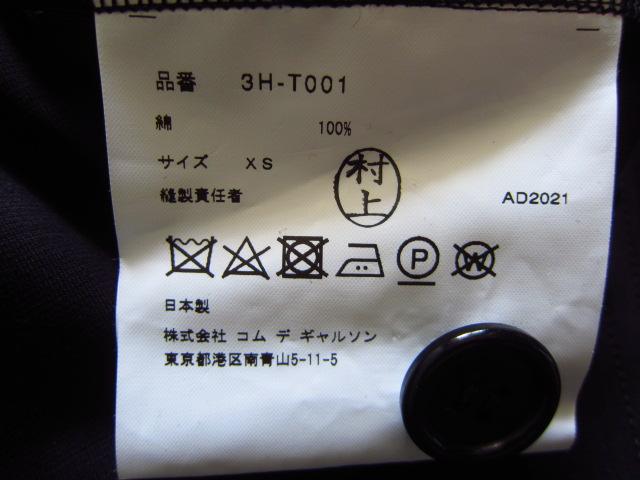 品番 3H-T001
綿 100%
サイズ XS
村上
縫製責任者 AD2021
P W
日本製
株式会社 コム デ ギャルソン
東京都港区南青山5-11-5